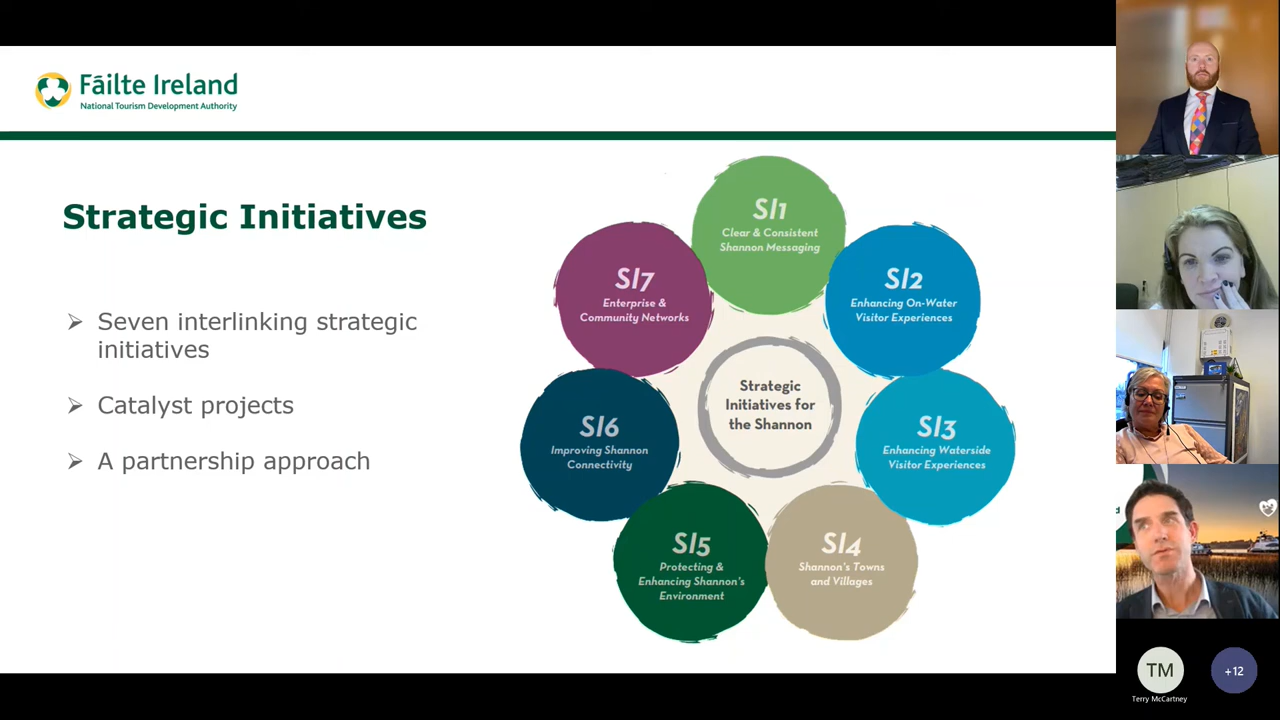 Fáilte Ireland
National Tourism Development Authority
Strategic Initiatives
Seven interlinking strategic
initiatives
Catalyst projects
A partnership approach
SI1
Clear & Consistent
Shannon Messaging
SI2
Enhancing On-Water
Visitor Experiences
SI3
Enhancing Waterside
Visitor Experiences
SI4
Shannon's Towns
and Villages
SI5
Protecting &
Enhancing Shannon's
Environment
SI6
Improving Shannon
Connectivity
SI7
Enterprise &
Community Networks
Strategic
Initiatives for
the Shannon
d
TM
Terry McCartney
+12